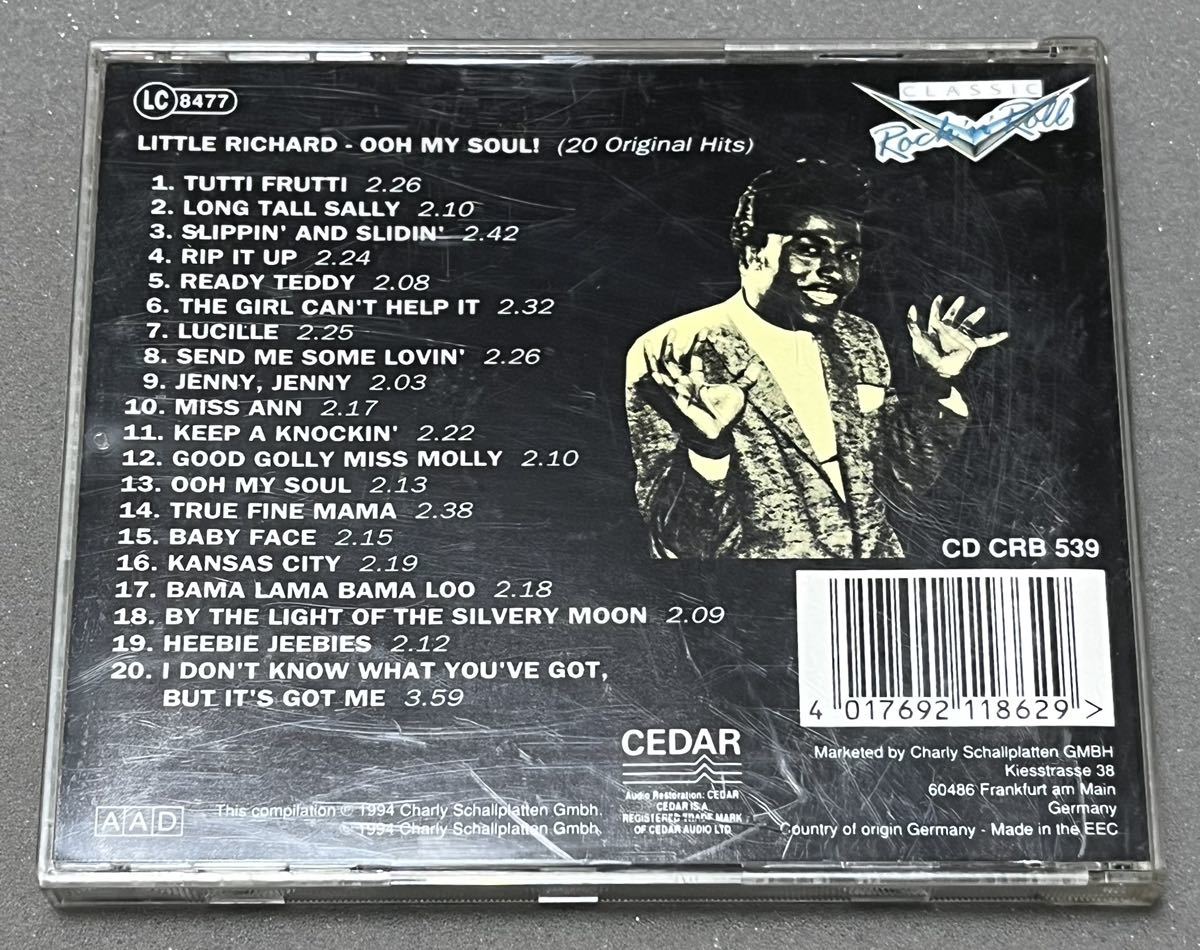 LC 8477
CLASSIC
Rock 'n' Roll
LITTLE RICHARD - OOH MY SOUL! (20 Original Hits)
1. TUTTI FRUTTI 2.26
2. LONG TALL SALLY 2.10
3. SLIPPIN' AND SLIDIN' 2.42
4. RIP IT UP 2.24
5. READY TEDDY 2.08
6. THE GIRL CAN'T HELP IT 2.32
7. LUCILLE 2.25
8. SEND ME SOME LOVIN' 2.26
9. JENNY, JENNY 2.03
10. MISS ANN 2.17
11. KEEP A KNOCKIN' 2.22
12. GOOD GOLLY MISS MOLLY 2.10
13. OOH MY SOUL 2.13
14. TRUE FINE MAMA 2.38
15. BABY FACE 2.15
16. KANSAS CITY 2.19
17. BAMA LAMA BAMA LOO 2.18
18. BY THE LIGHT OF THE SILVERY MOON 2.09
19. HEEBIE JEEBIES 2.12
20. I DON'T KNOW WHAT YOU'VE GOT,
BUT IT'S GOT ME 3.59
CD CRB 539
4 017692 118629 >
CEDAR
Audio Restoration: CEDAR
CEDAR IS A
REGISTERED TRADE MARK
OF CEDAR AUDIO LTD
Marketed by Charly Schallplatten GMBH
Kiesstrasse 38
60486 Frankfurt am Main
Germany
Country of origin Germany - Made in the EEC
AAD
This compilation ℗ 1994 Charly Schallplatten Gmbh.
© 1994 Charly Schallplatten Gmbh.